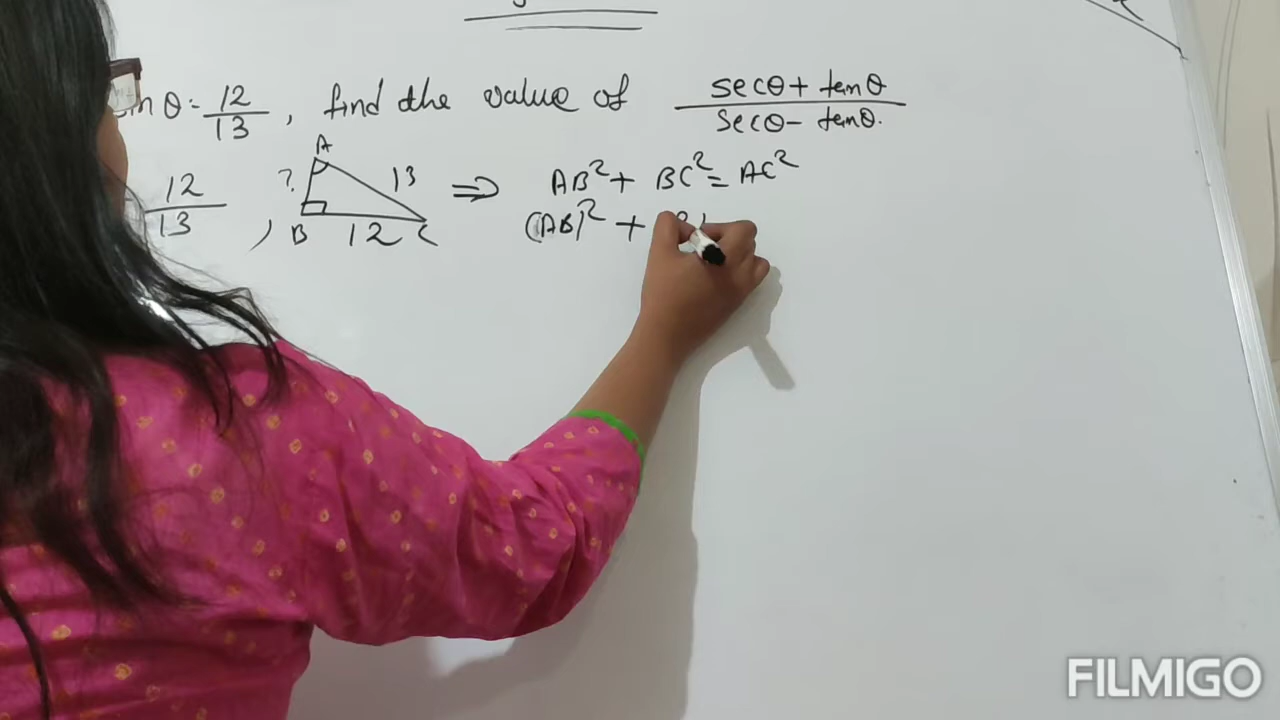 θ = 12/13 , find the value of (secθ + tanθ)/(secθ - tanθ).
12/13 , A ? 13 B 12 C ⇒ AB² + BC² = AC²
(AB)² +
FILMIGO